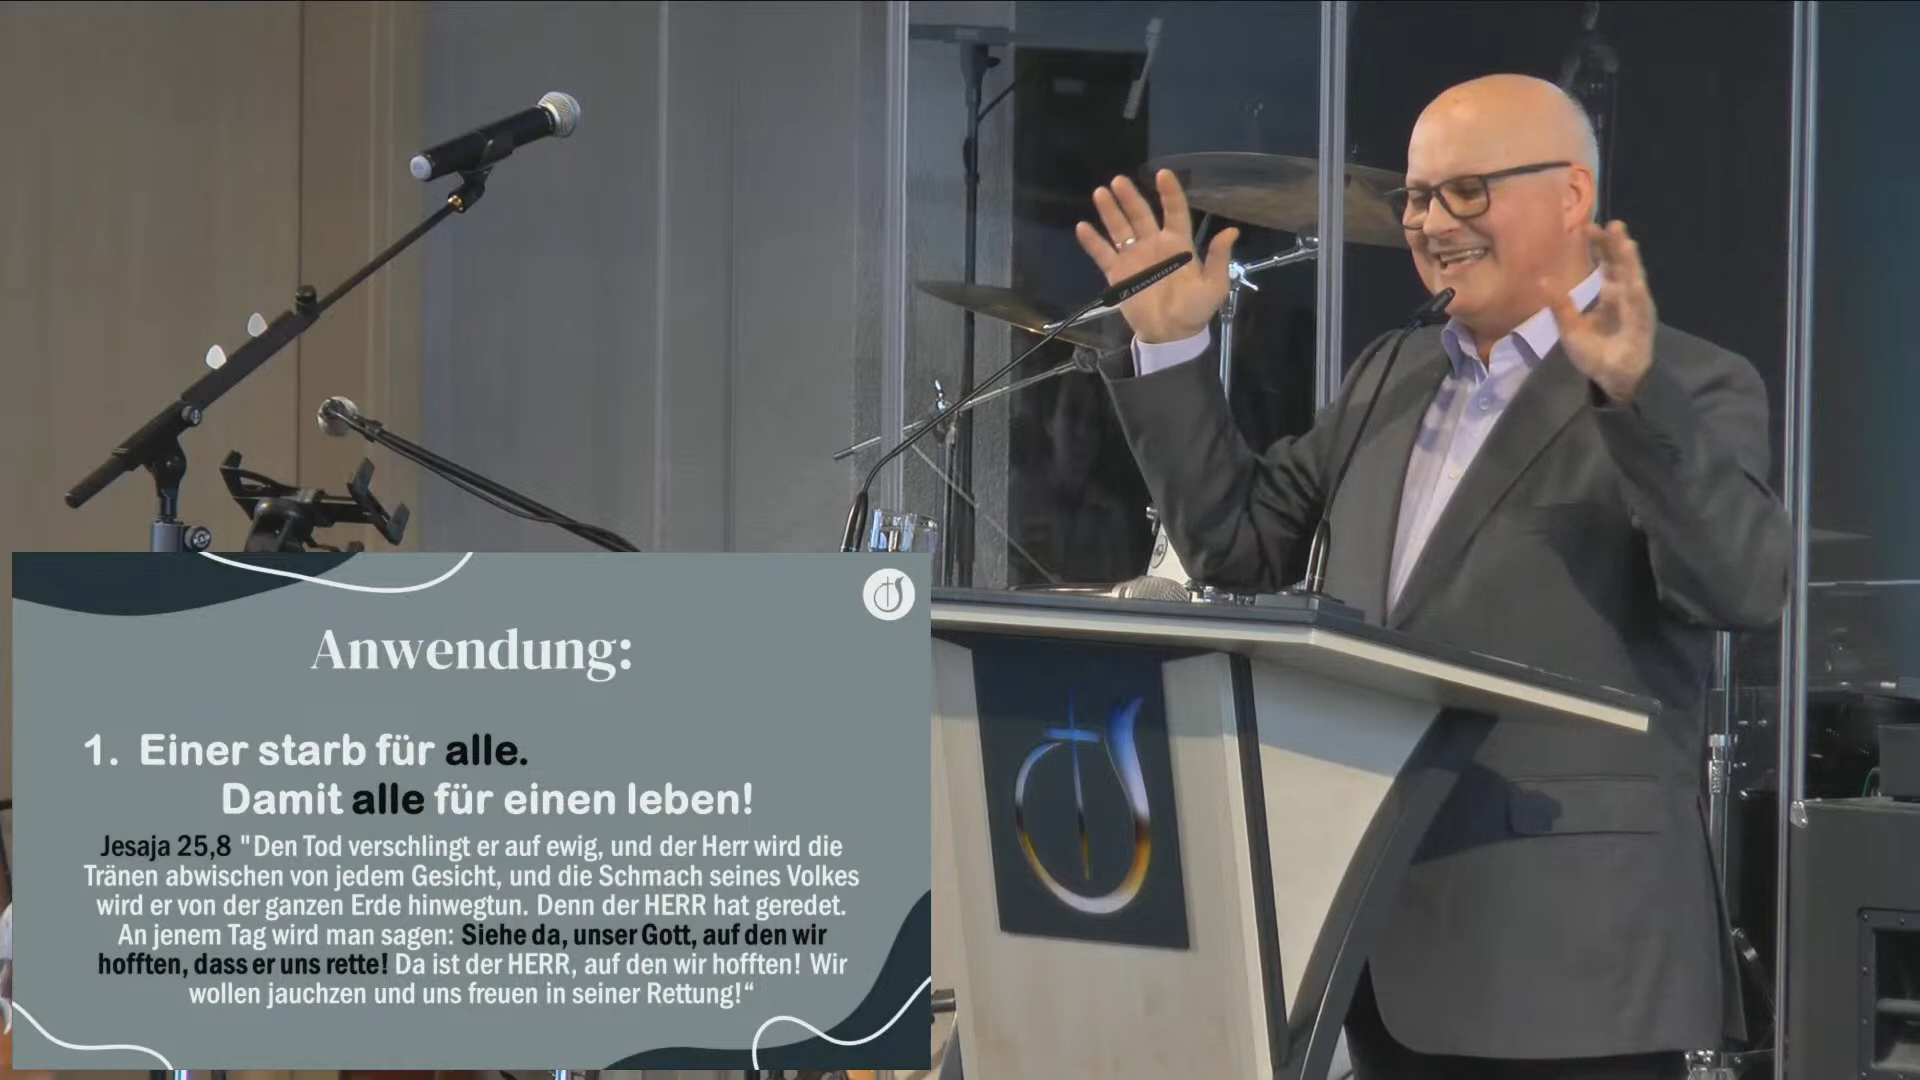 SENNHEISER
Anwendung:
1. Einer starb für alle.
Damit alle für einen leben!
Jesaja 25,8 "Den Tod verschlingt er auf ewig, und der Herr wird die
Tränen abwischen von jedem Gesicht, und die Schmach seines Volkes
wird er von der ganzen Erde hinwegtun. Denn der HERR hat geredet.
An jenem Tag wird man sagen: Siehe da, unser Gott, auf den wir
hofften, dass er uns rette! Da ist der HERR, auf den wir hofften! Wir
wollen jauchzen und uns freuen in seiner Rettung!“